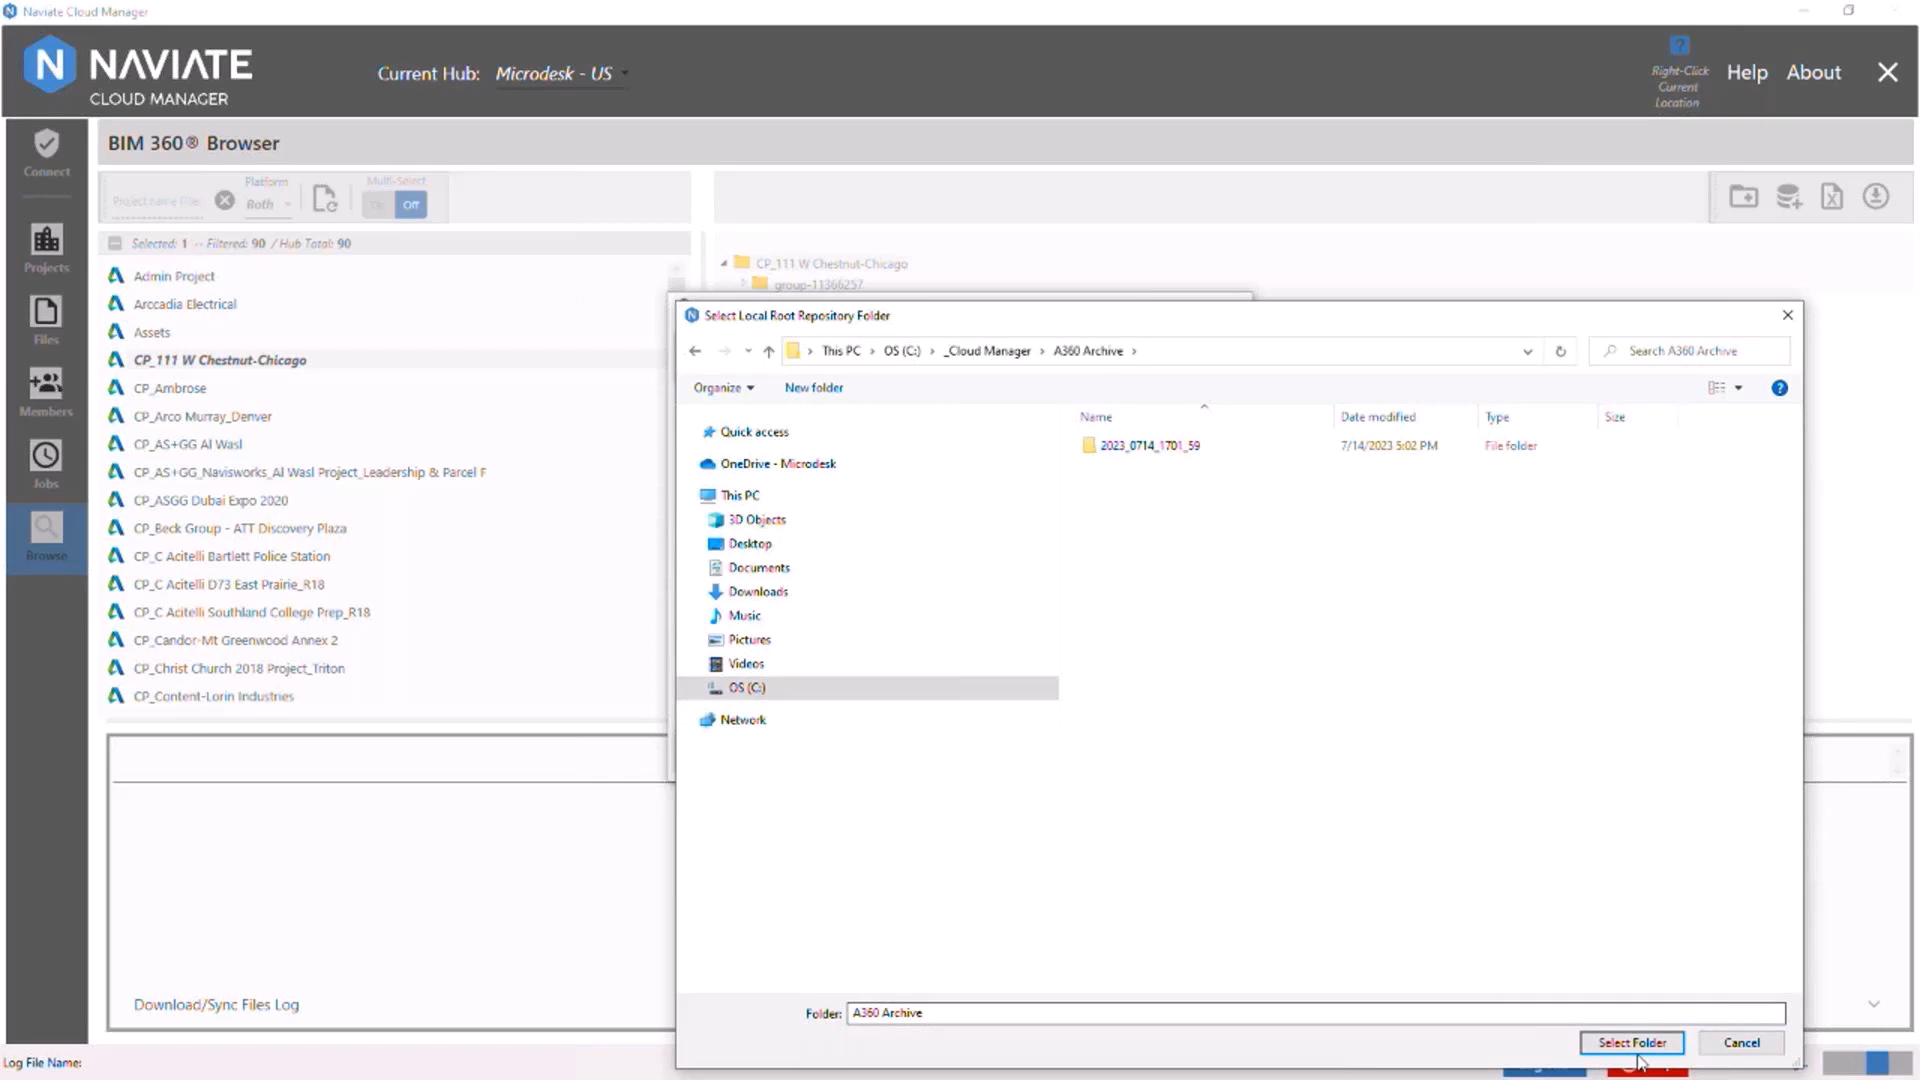 Naviate Cloud Manager
NAVIATE
CLOUD MANAGER
Current Hub: Microdesk - US
Right-Click
Current
Location
Help
About
BIM 360® Browser
Connect
Projects
Files
Members
Jobs
Browse
Project name Filter
Platform
Both
Multi-Select
On
Off
Selected: 1 -- Filtered: 90 / Hub Total: 90
Admin Project
Arccadia Electrical
Assets
CP_111 W Chestnut-Chicago
CP_Ambrose
CP_Arco Murray_Denver
CP_AS+GG Al Wasl
CP_AS+GG_Navisworks_Al Wasl Project_Leadership & Parcel F
CP_ASGG Dubai Expo 2020
CP_Beck Group - ATT Discovery Plaza
CP_C Acitelli Bartlett Police Station
CP_C Acitelli D73 East Prairie_R18
CP_C Acitelli Southland College Prep_R18
CP_Candor-Mt Greenwood Annex 2
CP_Christ Church 2018 Project_Triton
CP_Content-Lorin Industries
CP_111 W Chestnut-Chicago
group-11366257
Select Local Root Repository Folder
This PC > OS (C:) > _Cloud Manager > A360 Archive >
Search A360 Archive
Organize
New folder
Name
Date modified
Type
Size
2023_0714_1701_59
7/14/2023 5:02 PM
File folder
Quick access
OneDrive - Microdesk
This PC
3D Objects
Desktop
Documents
Downloads
Music
Pictures
Videos
OS (C:)
Network
Folder: A360 Archive
Select Folder
Cancel
Download/Sync Files Log
Log File Name: